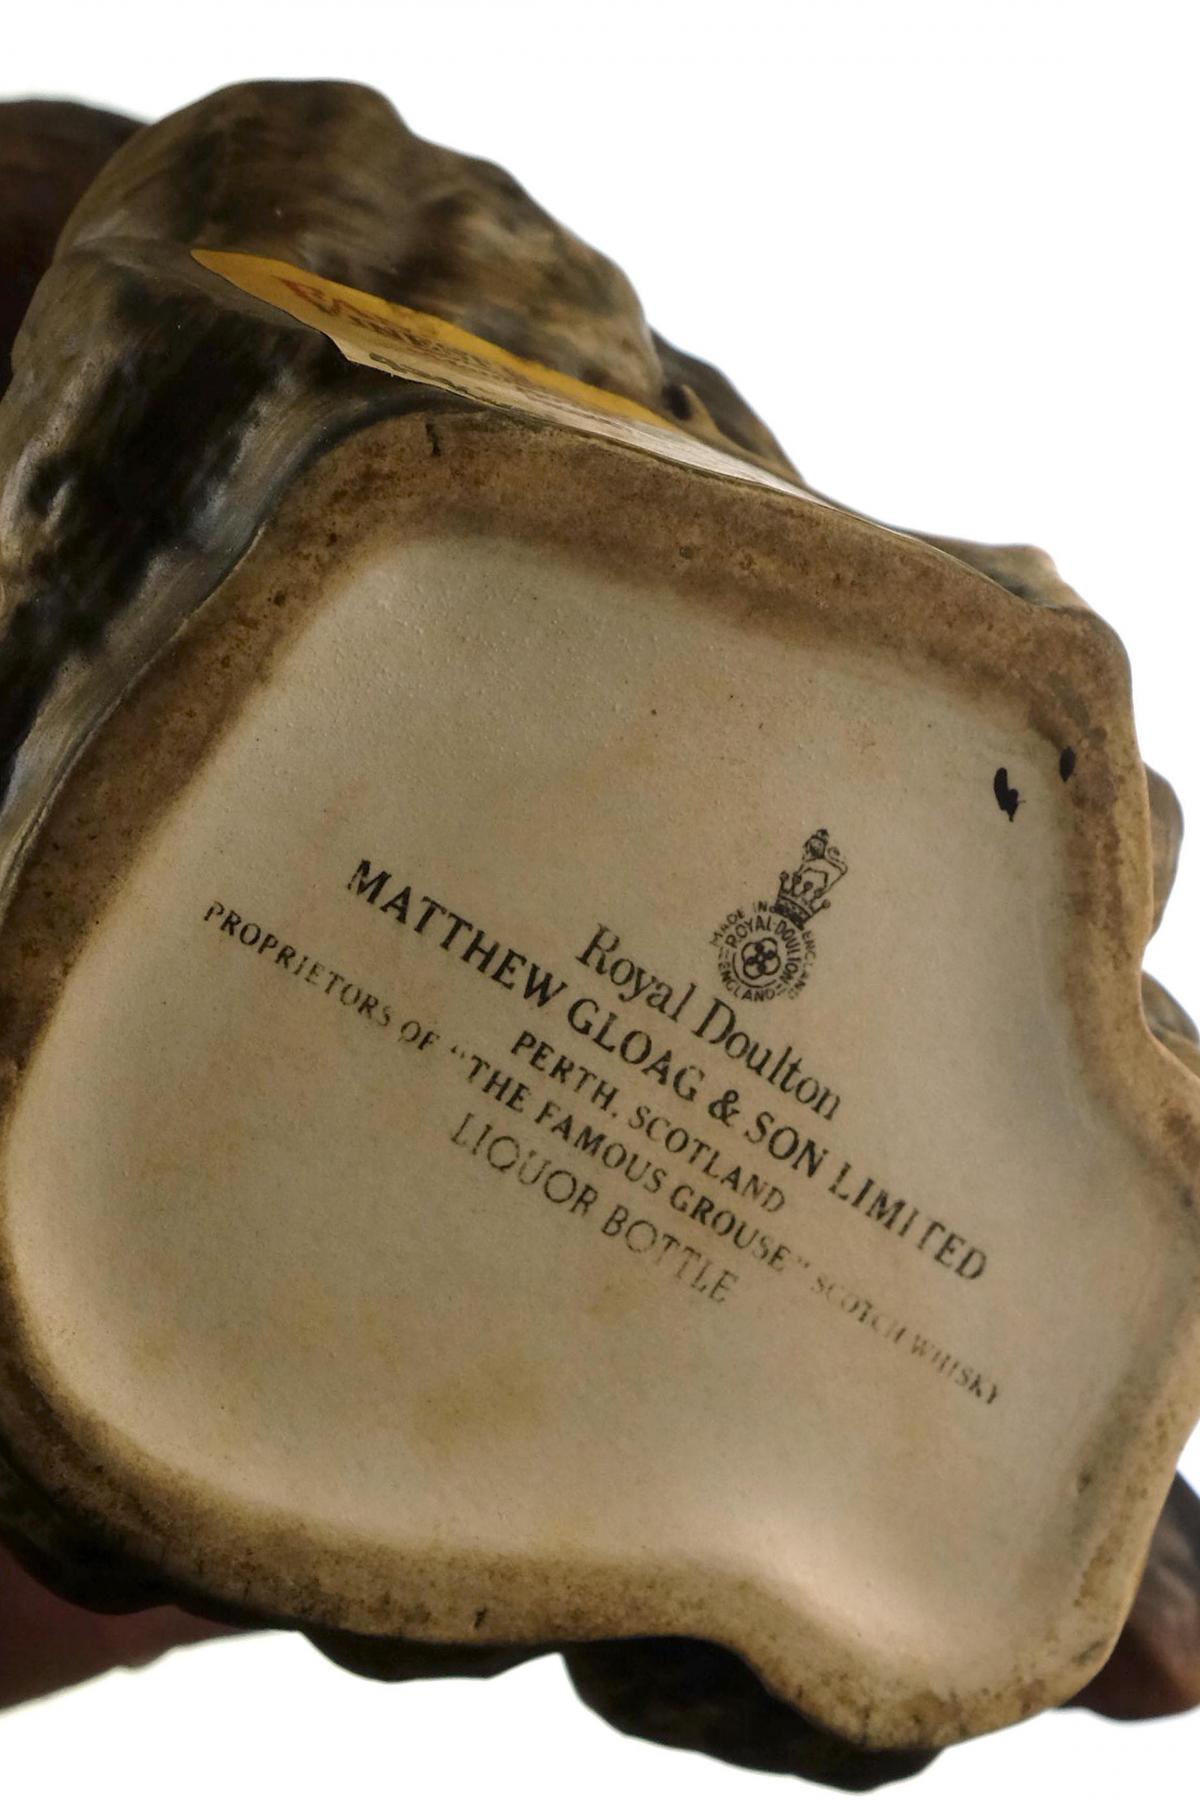 MADE IN ENGLAND
ROYAL·DOULTON
ENGLAND
Royal Doulton
MATTHEW GLOAG & SON LIMITED
PERTH, SCOTLAND
PROPRIETORS OF "THE FAMOUS GROUSE" SCOTCH WHISKY
LIQUOR BOTTLE